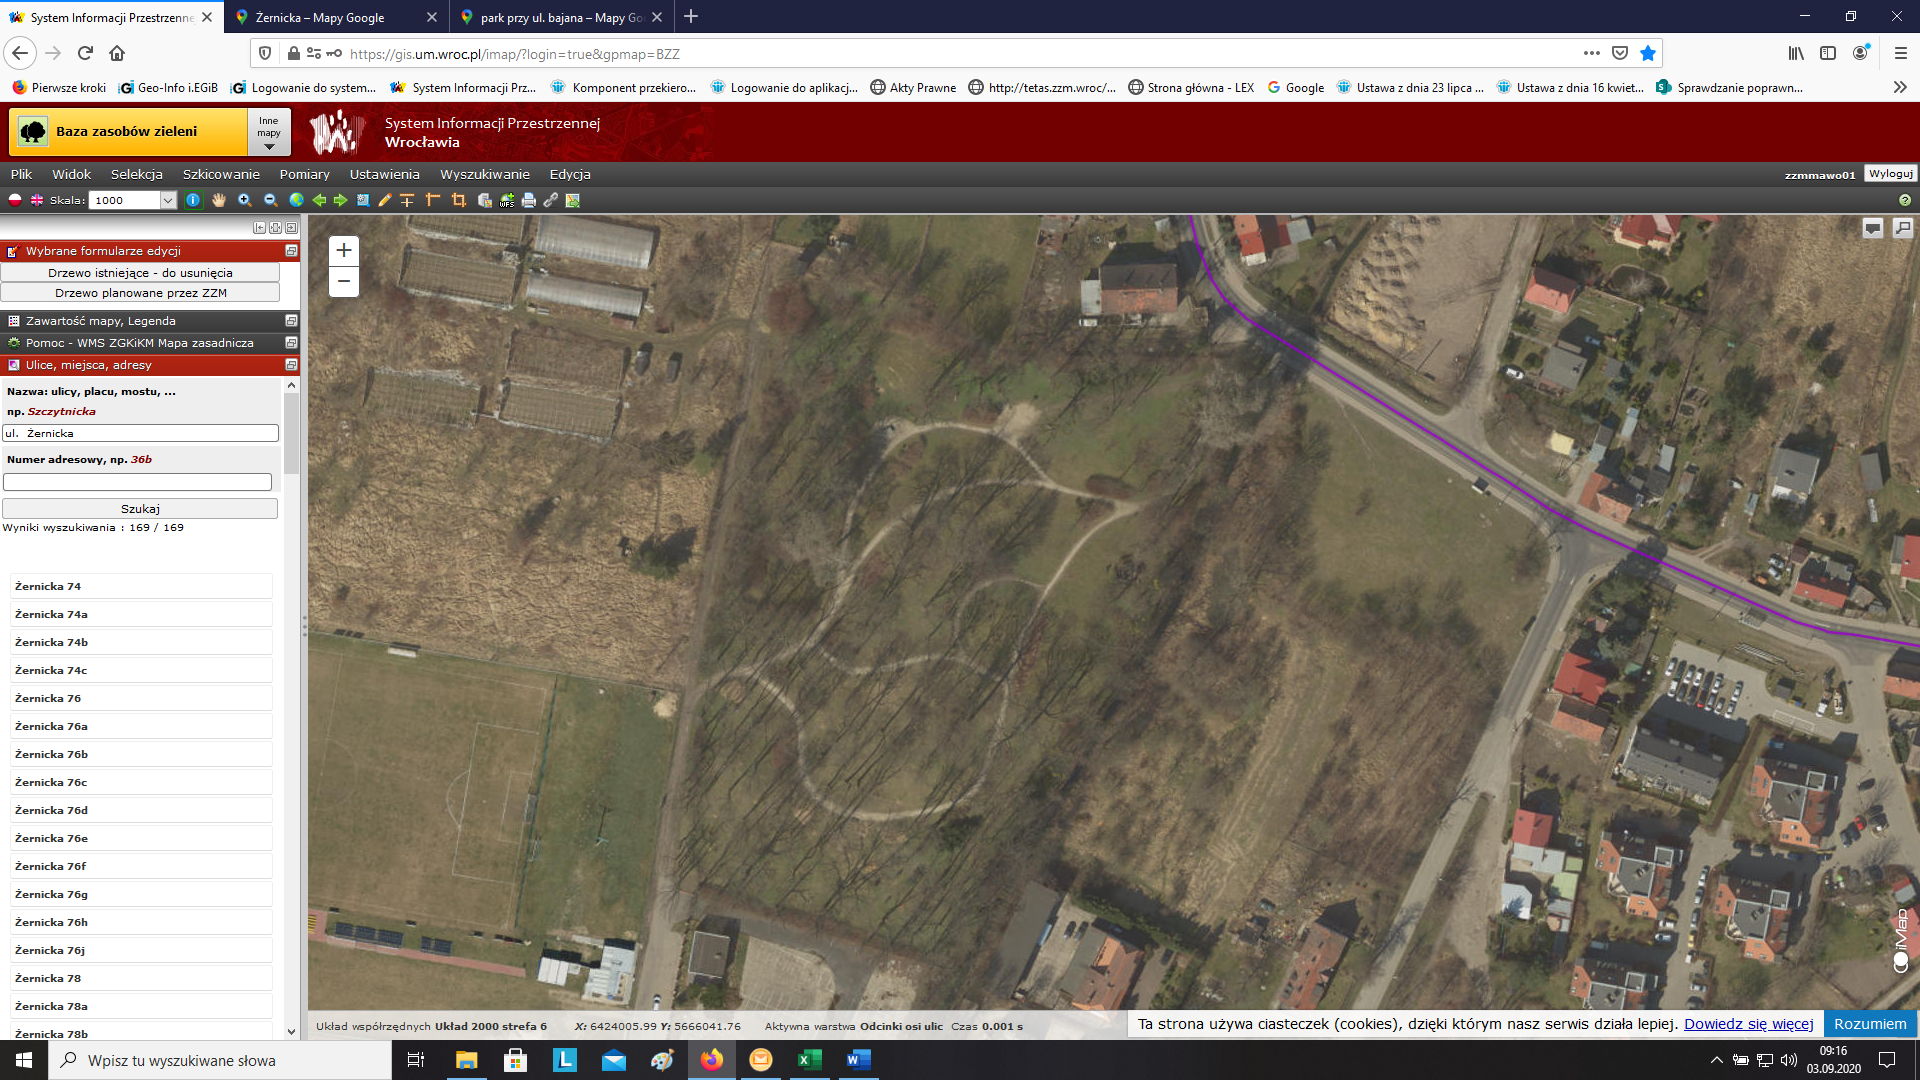 System Informacji Przestrzenne
Żernicka – Mapy Google
park przy ul. bajana – Mapy Go
https://gis.um.wroc.pl/imap/?login=true&gpmap=BZZ
Pierwsze kroki
Geo-Info i.EGiB
Logowanie do system...
System Informacji Prz...
Komponent przekiero...
Logowanie do aplikacj...
Akty Prawne
http://tetas.zzm.wroc/...
Strona główna - LEX
Google
Ustawa z dnia 23 lipca ...
Ustawa z dnia 16 kwiet...
Sprawdzanie poprawn...
Baza zasobów zieleni
Inne
mapy
System Informacji Przestrzennej
Wrocławia
Plik Widok Selekcja Szkicowanie Pomiary Ustawienia Wyszukiwanie Edycja
zzmmawo01 Wyloguj
Skala: 1000
WFS
Wybrane formularze edycji
Drzewo istniejące - do usunięcia
Drzewo planowane przez ZZM
Zawartość mapy, Legenda
Pomoc - WMS ZGKiKM Mapa zasadnicza
Ulice, miejsca, adresy
Nazwa: ulicy, placu, mostu, ...
np. Szczytnicka
ul. Żernicka
Numer adresowy, np. 36b
Szukaj
Wyniki wyszukiwania : 169 / 169
Żernicka 74
Żernicka 74a
Żernicka 74b
Żernicka 74c
Żernicka 76
Żernicka 76a
Żernicka 76b
Żernicka 76c
Żernicka 76d
Żernicka 76e
Żernicka 76f
Żernicka 76g
Żernicka 76h
Żernicka 76j
Żernicka 78
Żernicka 78a
Żernicka 78b
iMap
Układ współrzędnych Układ 2000 strefa 6 X: 6424005.99 Y: 5666041.76 Aktywna warstwa Odcinki osi ulic Czas 0.001 s
Ta strona używa ciasteczek (cookies), dzięki którym nasz serwis działa lepiej. Dowiedz się więcej
Rozumiem
Wpisz tu wyszukiwane słowa
09:16
03.09.2020